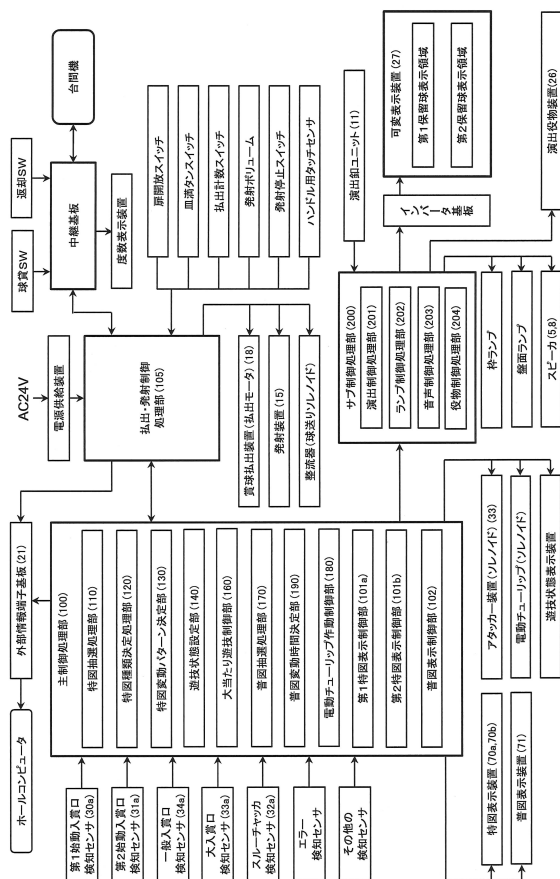 ホールコンピュータ
外部情報端子基板(21)
AC24V
電源供給装置
球貸SW
返却SW
中継基板
台間機
度数表示装置
払出・発射制御
処理部(105)
扉開放スイッチ
皿満タンスイッチ
払出計数スイッチ
発射ボリューム
発射停止スイッチ
ハンドル用タッチセンサ
賞球払出装置(払出モータ)(18)
発射装置(15)
整流器(球送りソレノイド)
第1始動入賞口
検知センサ(30a)
第2始動入賞口
検知センサ(31a)
一般入賞口
検知センサ(34a)
大入賞口
検知センサ(33a)
スルーチャッカ
検知センサ(32a)
エラー
検知センサ
その他の
検知センサ
主制御処理部(100)
特図抽選処理部(110)
特図種類決定処理部(120)
特図変動パターン決定部(130)
遊技状態設定部(140)
大当たり遊技制御部(160)
普図抽選処理部(170)
普図変動時間決定部(190)
電動チューリップ作動制御部(180)
第1特図表示制御部(101a)
第2特図表示制御部(101b)
普図表示制御部(102)
演出釦ユニット(11)
サブ制御処理部(200)
演出制御処理部(201)
ランプ制御処理部(202)
音声制御処理部(203)
役物制御処理部(204)
インバータ
基板
可変表示装置(27)
第1保留球表示領域
第2保留球表示領域
枠ランプ
盤面ランプ
スピーカ(5,8)
演出役物装置(26)
特図表示装置(70a,70b)
普図表示装置(71)
アタッカー装置(ソレノイド)(33)
電動チューリップ(ソレノイド)
遊技状態表示装置